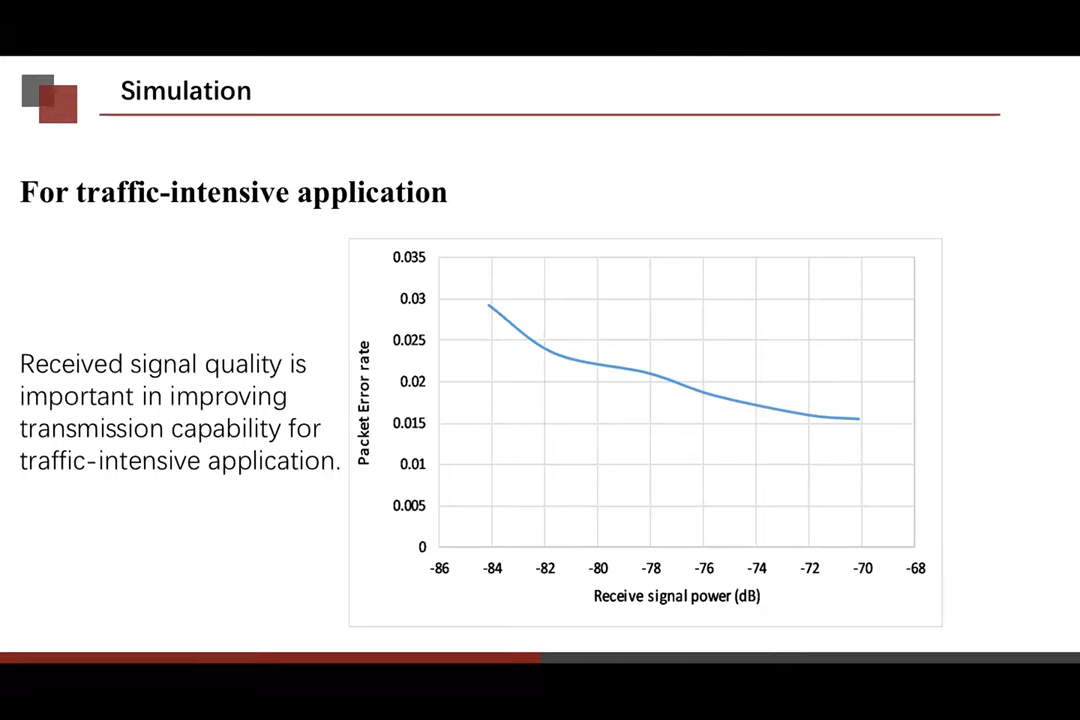 Simulation
For traffic-intensive application
Received signal quality is
important in improving
transmission capability for
traffic-intensive application.
Packet Error rate
0.035
0.03
0.025
0.02
0.015
0.01
0.005
0
-86 -84 -82 -80 -78 -76 -74 -72 -70 -68
Receive signal power (dB)